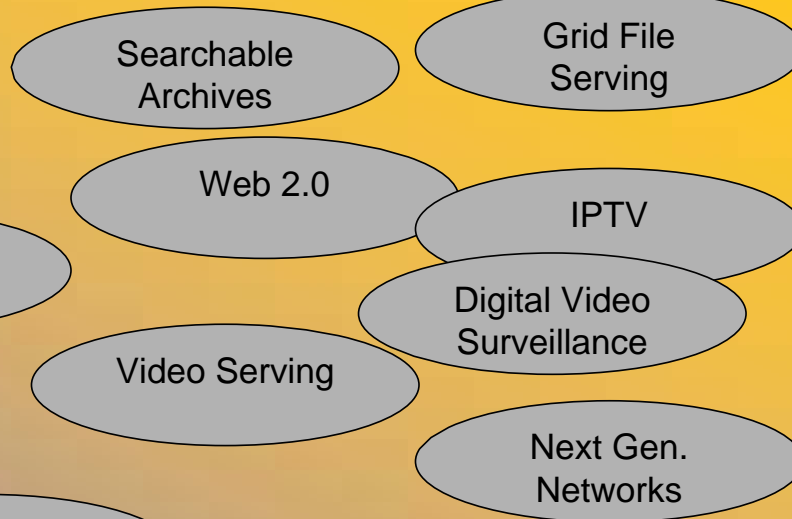 Searchable
Archives
Grid File
Serving
Web 2.0
IPTV
Digital Video
Surveillance
Video Serving
Next Gen.
Networks